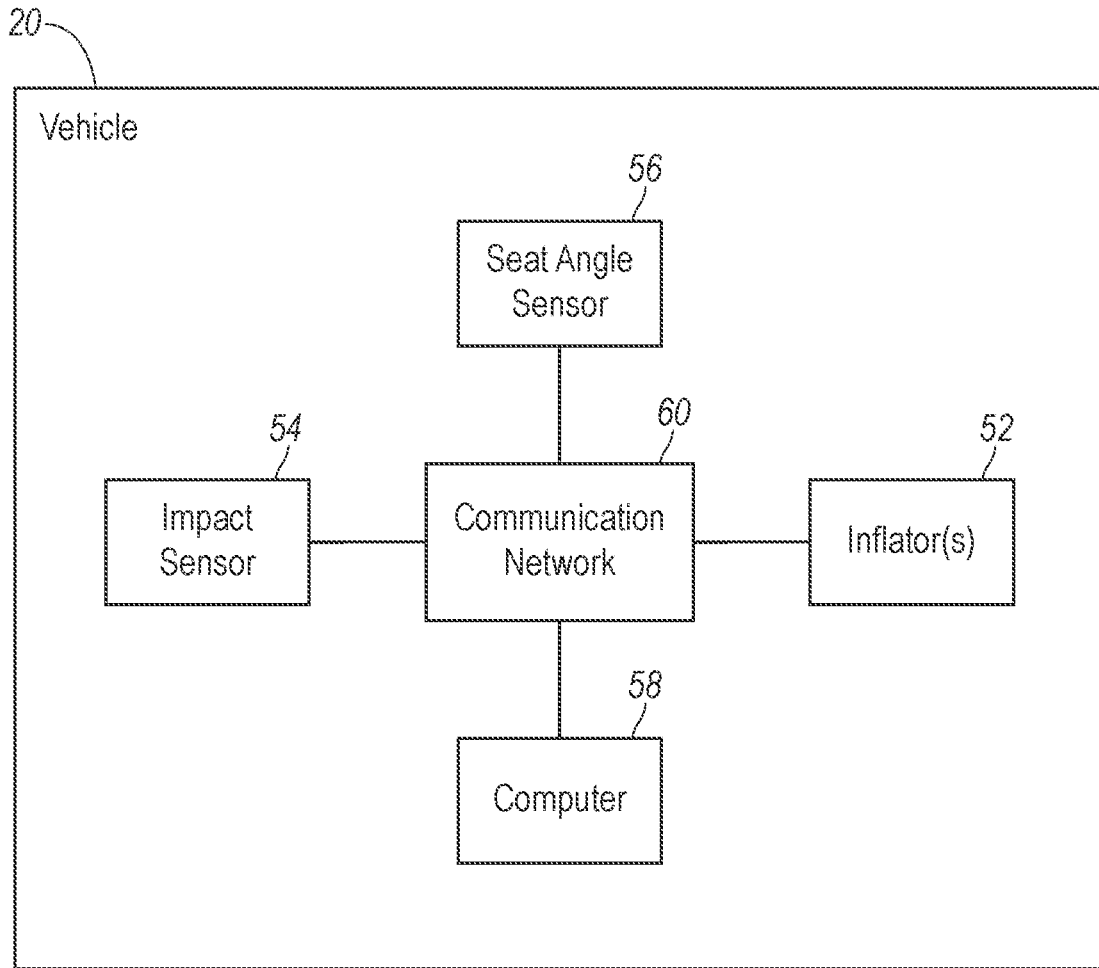 20
Vehicle
56
Seat Angle
Sensor
54
Impact
Sensor
60
Communication
Network
52
Inflator(s)
58
Computer